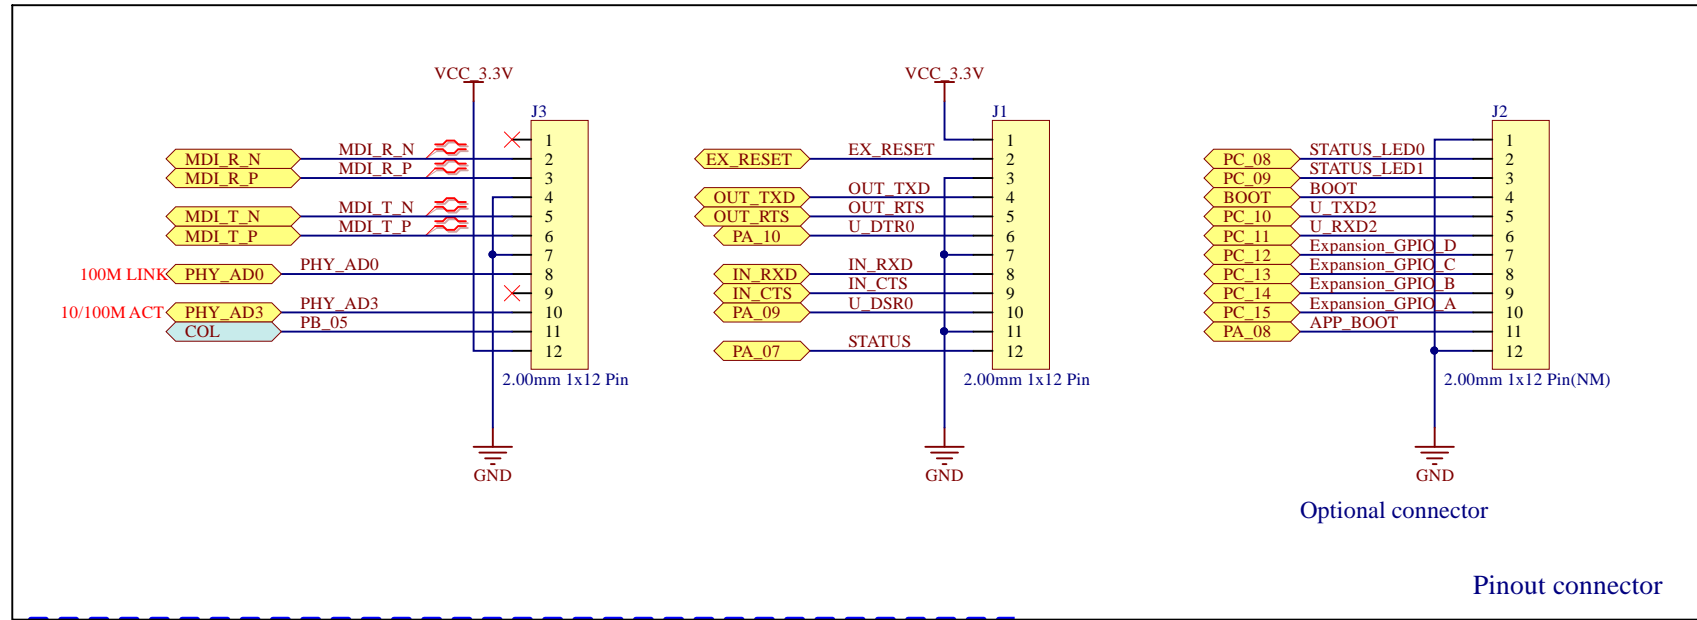 VCC_3.3V
J3
MDI_R_N MDI_R_N 1
MDI_R_P MDI_R_P 2
3
4
MDI_T_N MDI_T_N 5
MDI_T_P MDI_T_P 6
7
100M LINK PHY_AD0 PHY_AD0 8
9
10/100M ACT PHY_AD3 PHY_AD3 10
COL PB_05 11
12
2.00mm 1x12 Pin
GND
VCC_3.3V
J1
1
EX_RESET EX_RESET 2
3
OUT_TXD OUT_TXD 4
OUT_RTS OUT_RTS 5
PA_10 U_DTR0 6
7
IN_RXD IN_RXD 8
IN_CTS IN_CTS 9
PA_09 U_DSR0 10
11
PA_07 STATUS 12
2.00mm 1x12 Pin
GND
J2
1
PC_08 STATUS_LED0 2
PC_09 STATUS_LED1 3
BOOT BOOT 4
PC_10 U_TXD2 5
PC_11 U_RXD2 6
PC_12 Expansion_GPIO_D 7
PC_13 Expansion_GPIO_C 8
PC_14 Expansion_GPIO_B 9
PC_15 Expansion_GPIO_A 10
PA_08 APP_BOOT 11
12
2.00mm 1x12 Pin(NM)
GND
Optional connector
Pinout connector